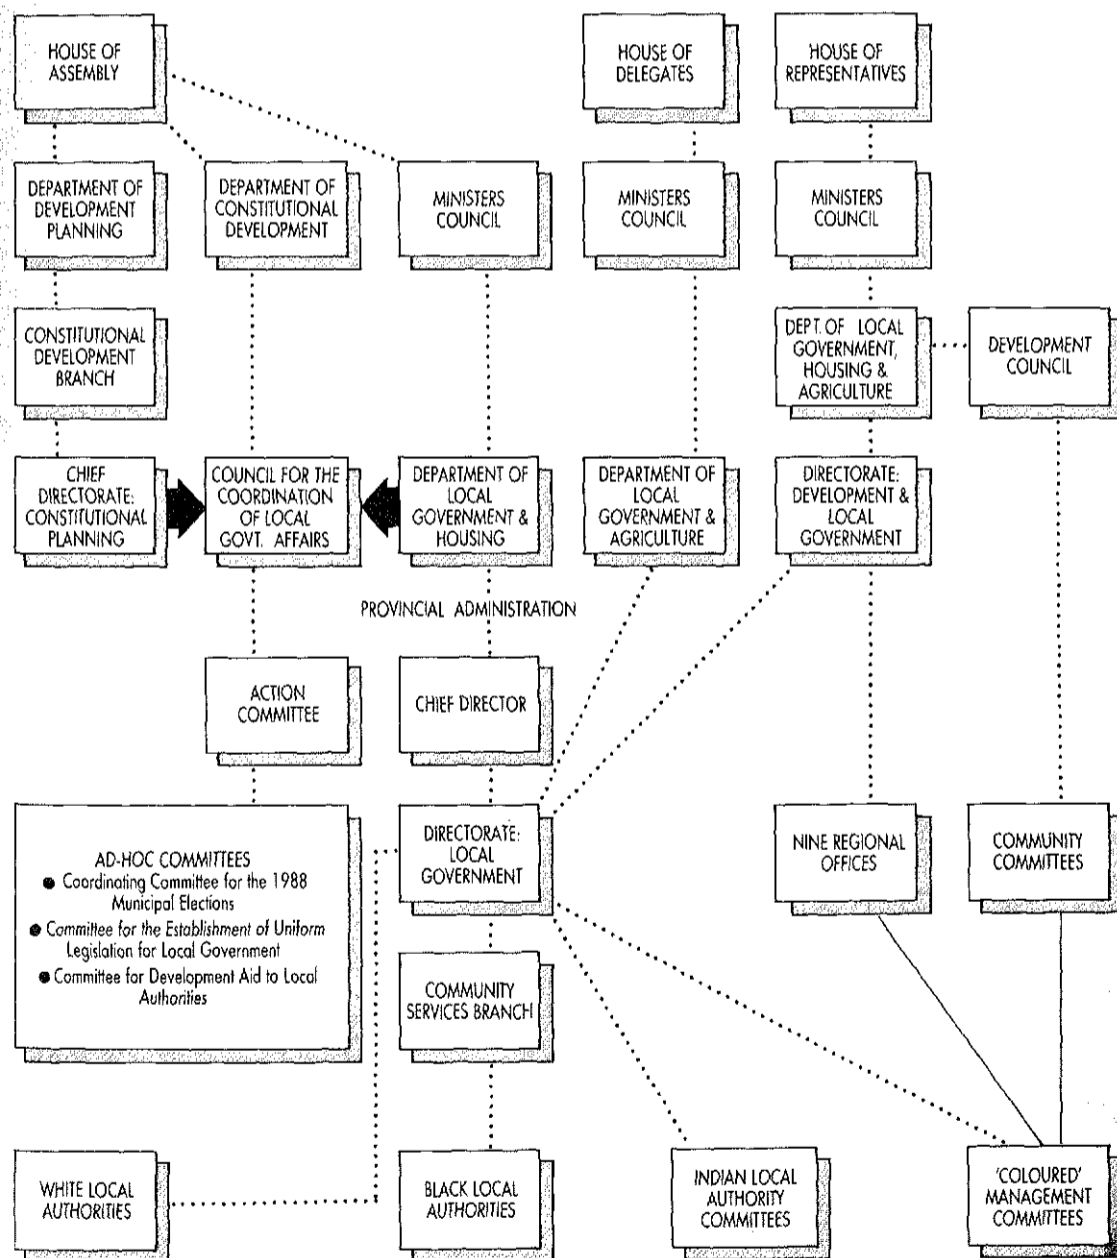 HOUSE OF
ASSEMBLY
HOUSE OF
DELEGATES
HOUSE OF
REPRESENTATIVES
DEPARTMENT OF
DEVELOPMENT
PLANNING
DEPARTMENT OF
CONSTITUTIONAL
DEVELOPMENT
MINISTERS
COUNCIL
MINISTERS
COUNCIL
MINISTERS
COUNCIL
CONSTITUTIONAL
DEVELOPMENT
BRANCH
DEPT. OF LOCAL
GOVERNMENT,
HOUSING &
AGRICULTURE
DEVELOPMENT
COUNCIL
CHIEF
DIRECTORATE:
CONSTITUTIONAL
PLANNING
COUNCIL FOR THE
COORDINATION
OF LOCAL
GOVT. AFFAIRS
DEPARTMENT OF
LOCAL
GOVERNMENT &
HOUSING
DEPARTMENT OF
LOCAL
GOVERNMENT &
AGRICULTURE
DIRECTORATE:
DEVELOPMENT &
LOCAL
GOVERNMENT
PROVINCIAL ADMINISTRATION
ACTION
COMMITTEE
CHIEF DIRECTOR
AD-HOC COMMITTEES
● Coordinating Committee for the 1988
Municipal Elections
● Committee for the Establishment of Uniform
Legislation for Local Government
● Committee for Development Aid to Local
Authorities
DIRECTORATE:
LOCAL
GOVERNMENT
NINE REGIONAL
OFFICES
COMMUNITY
COMMITTEES
COMMUNITY
SERVICES BRANCH
WHITE LOCAL
AUTHORITIES
BLACK LOCAL
AUTHORITIES
INDIAN LOCAL
AUTHORITY
COMMITTEES
'COLOURED'
MANAGEMENT
COMMITTEES